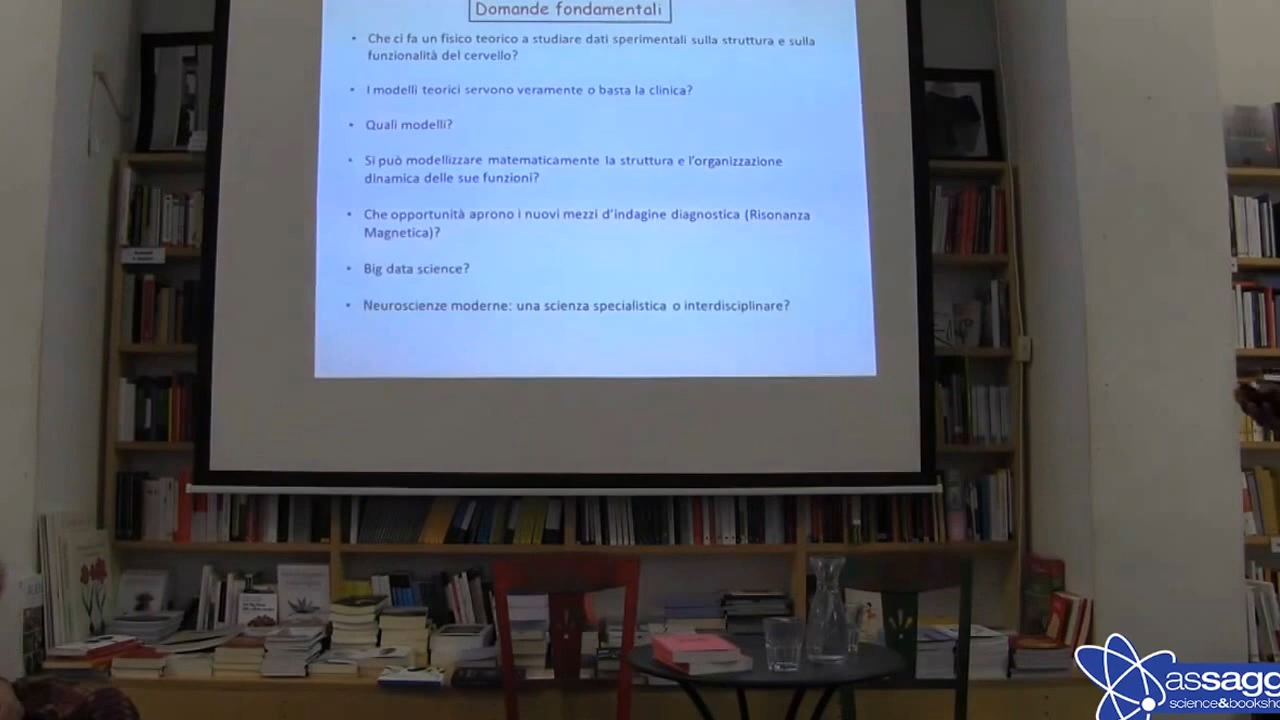 Domande fondamentali
• Che ci fa un fisico teorico a studiare dati sperimentali sulla struttura e sulla
funzionalità del cervello?
• I modelli teorici servono veramente o basta la clinica?
• Quali modelli?
• Si può modellizzare matematicamente la struttura e l'organizzazione
dinamica delle sue funzioni?
• Che opportunità aprono i nuovi mezzi d'indagine diagnostica (Risonanza
Magnetica)?
• Big data science?
• Neuroscienze moderne: una scienza specialistica o interdisciplinare?
assagg
science&booksho